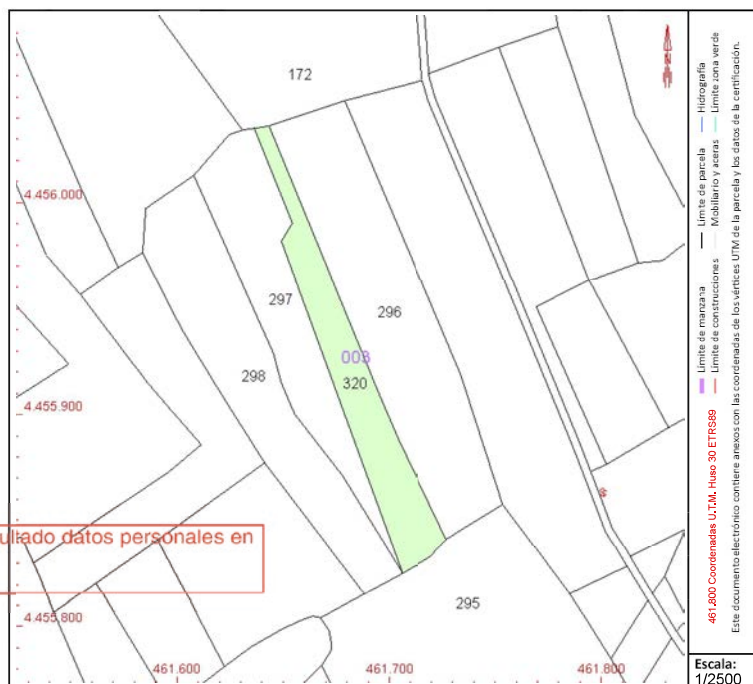 172
N
4.456.000
297
296
003
320
298
4.455.900
ultado datos personales en
295
4.455.800
461.600
461.700
461.800
461.800 Coordenadas U.T.M. Huso 30 ETRS89
Límite de manzana
Límite de parcela
Hidrografía
Límite de construcciones
Mobiliario y aceras
Límite zona verde
Este documento electrónico contiene anexos con las coordenadas de los vértices UTM de la parcela y los datos de la certificación.
Escala:
1/2500